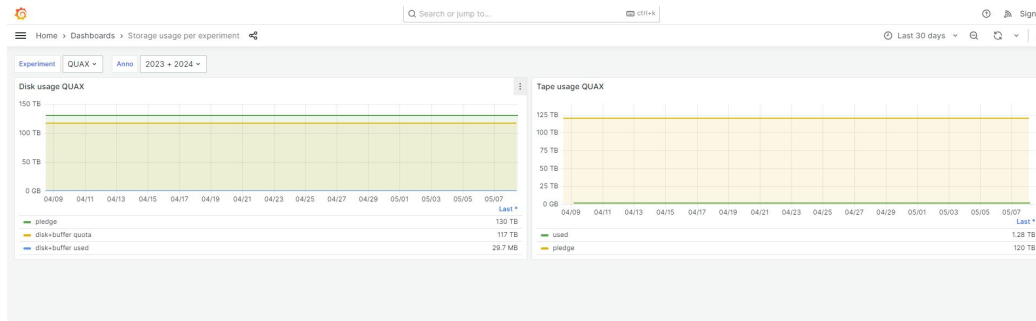 Search or jump to...
ctrl+k
Sign
Home > Dashboards > Storage usage per experiment
Last 30 days
Experiment QUAX Anno 2023 + 2024
Disk usage QUAX
150 TB
100 TB
50 TB
0 GB
04/09 04/11 04/13 04/15 04/17 04/19 04/21 04/23 04/25 04/27 04/29 05/01 05/03 05/05 05/07
Last *
pledge 130 TB
disk+buffer quota 117 TB
disk+buffer used 29.7 MB
Tape usage QUAX
125 TB
100 TB
75 TB
50 TB
25 TB
0 GB
04/09 04/11 04/13 04/15 04/17 04/19 04/21 04/23 04/25 04/27 04/29 05/01 05/03 05/05 05/07
Last *
used 1.28 TB
pledge 120 TB